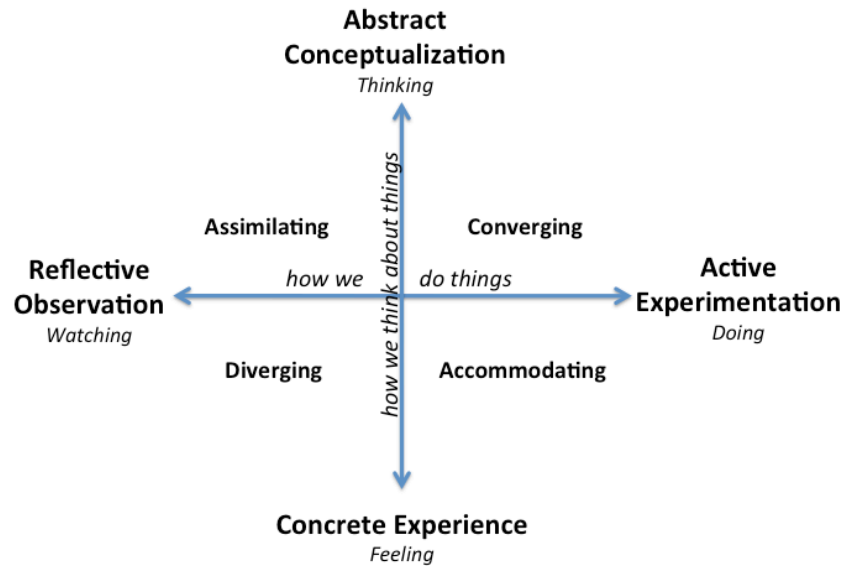 Abstract
Conceptualization
Thinking
how we think about things
Assimilating
Converging
Reflective
Observation
Watching
how we do things
Active
Experimentation
Doing
Diverging
Accommodating
Concrete Experience
Feeling